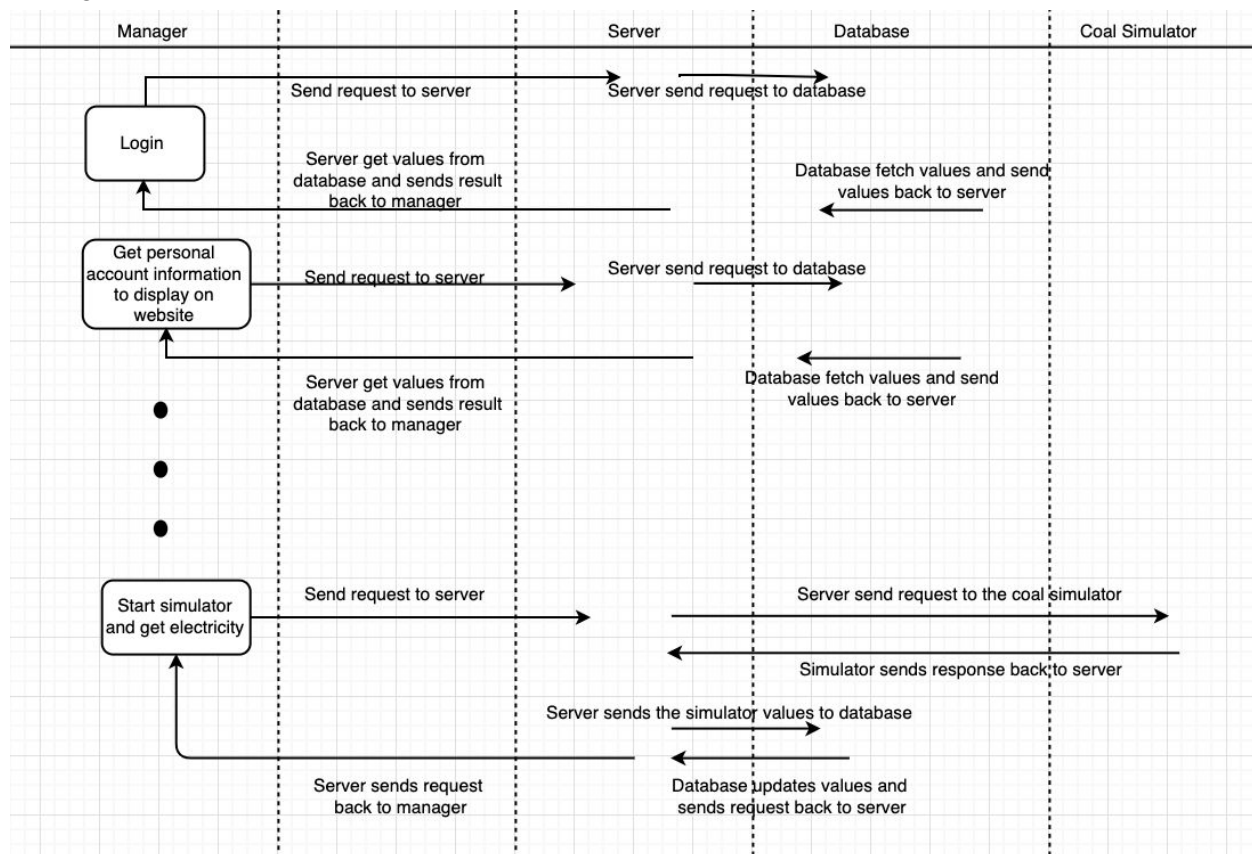 Manager
Server
Database
Coal Simulator
Send request to server
Server send request to database
Login
Server get values from
database and sends result
back to manager
Database fetch values and send
values back to server
Get personal
account information
to display on
website
Send request to server
Server send request to database
Server get values from
database and sends result
back to manager
Database fetch values and send
values back to server
Start simulator
and get electricity
Send request to server
Server send request to the coal simulator
Simulator sends response back to server
Server sends the simulator values to database
Server sends request
back to manager
Database updates values and
sends request back to server